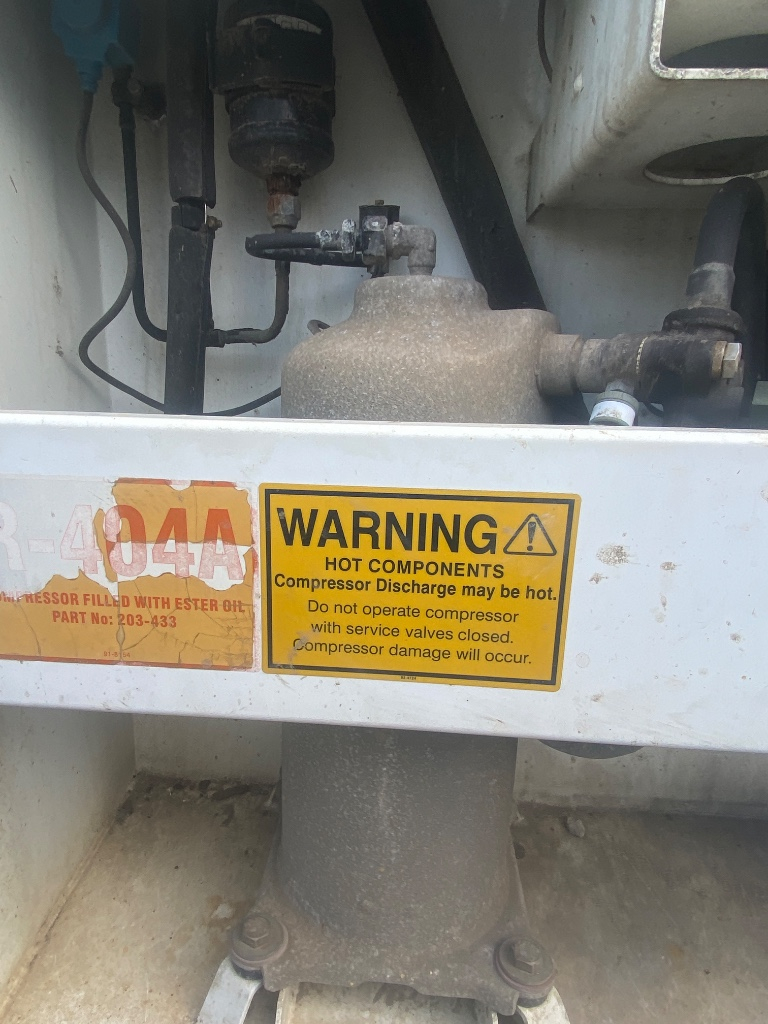 R-404A
COMPRESSOR FILLED WITH ESTER OIL
PART No: 203-433
WARNING
HOT COMPONENTS
Compressor Discharge may be hot.
Do not operate compressor
with service valves closed.
Compressor damage will occur.